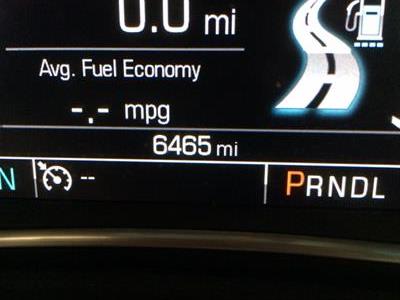 0.0 mi
Avg. Fuel Economy
-.- mpg
6465 mi
N -- PRNDL